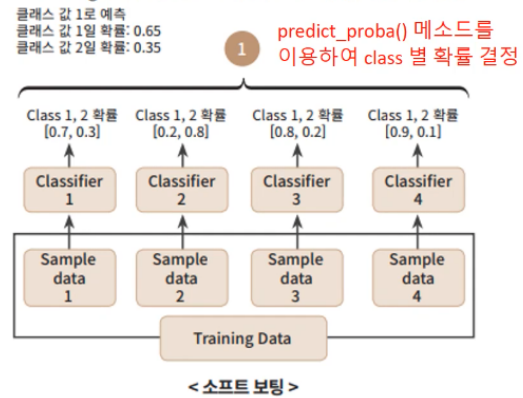 클래스 값 1로 예측
클래스 값 1일 확률: 0.65
클래스 값 2일 확률: 0.35
1
predict_proba() 메소드를
이용하여 class 별 확률 결정
Class 1, 2 확률
[0.7, 0.3]
Class 1, 2 확률
[0.2, 0.8]
Class 1, 2 확률
[0.8, 0.2]
Class 1, 2 확률
[0.9, 0.1]
Classifier
1
Classifier
2
Classifier
3
Classifier
4
Sample
data
1
Sample
data
2
Sample
data
3
Sample
data
4
Training Data
< 소프트 보팅 >